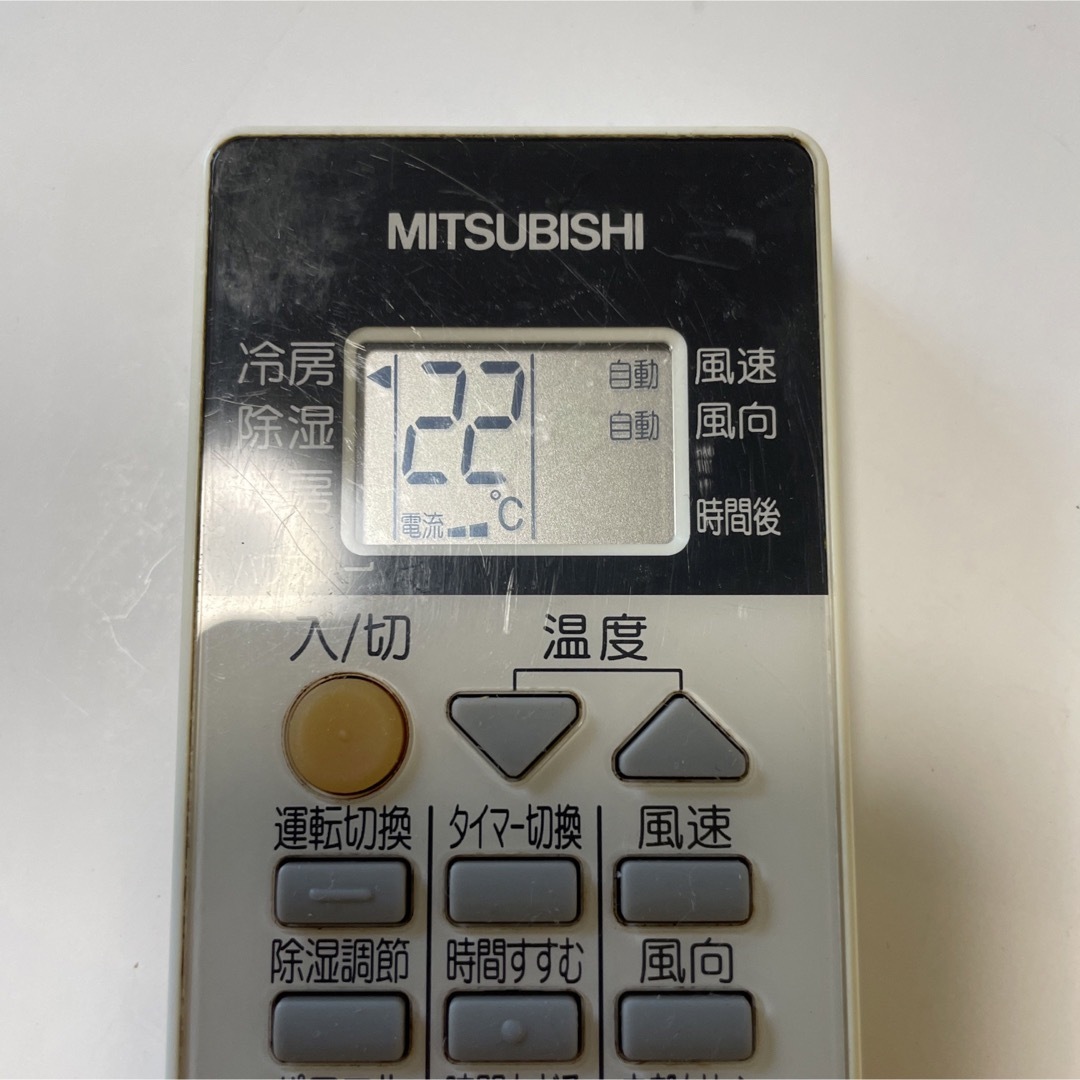 MITSUBISHI
冷房 22 自動 風速
除湿 自動 風向
房 ℃ 時間後
電流
入/切 温度
運転切換 タイマー切換 風速
除湿調節 時間すすむ 風向